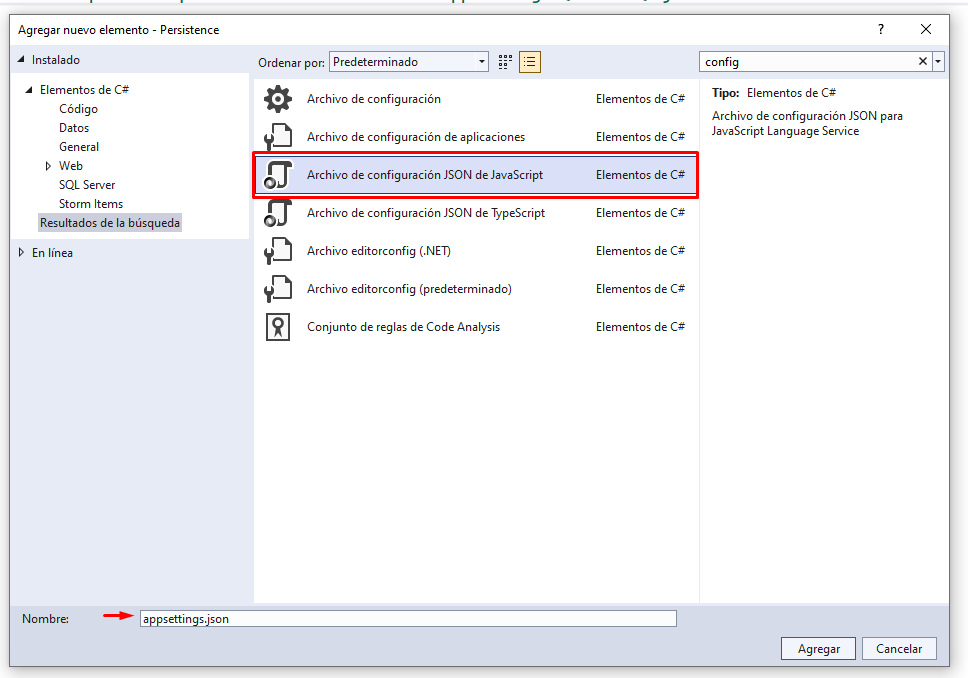 Agregar nuevo elemento - Persistence
?
Instalado
Elementos de C#
Código
Datos
General
Web
SQL Server
Storm Items
Resultados de la búsqueda
En línea
Ordenar por: Predeterminado
Archivo de configuración Elementos de C#
Archivo de configuración de aplicaciones Elementos de C#
Archivo de configuración JSON de JavaScript Elementos de C#
Archivo de configuración JSON de TypeScript Elementos de C#
Archivo editorconfig (.NET) Elementos de C#
Archivo editorconfig (predeterminado) Elementos de C#
Conjunto de reglas de Code Analysis Elementos de C#
config
Tipo: Elementos de C#
Archivo de configuración JSON para
JavaScript Language Service
Nombre: appsettings.json
Agregar Cancelar